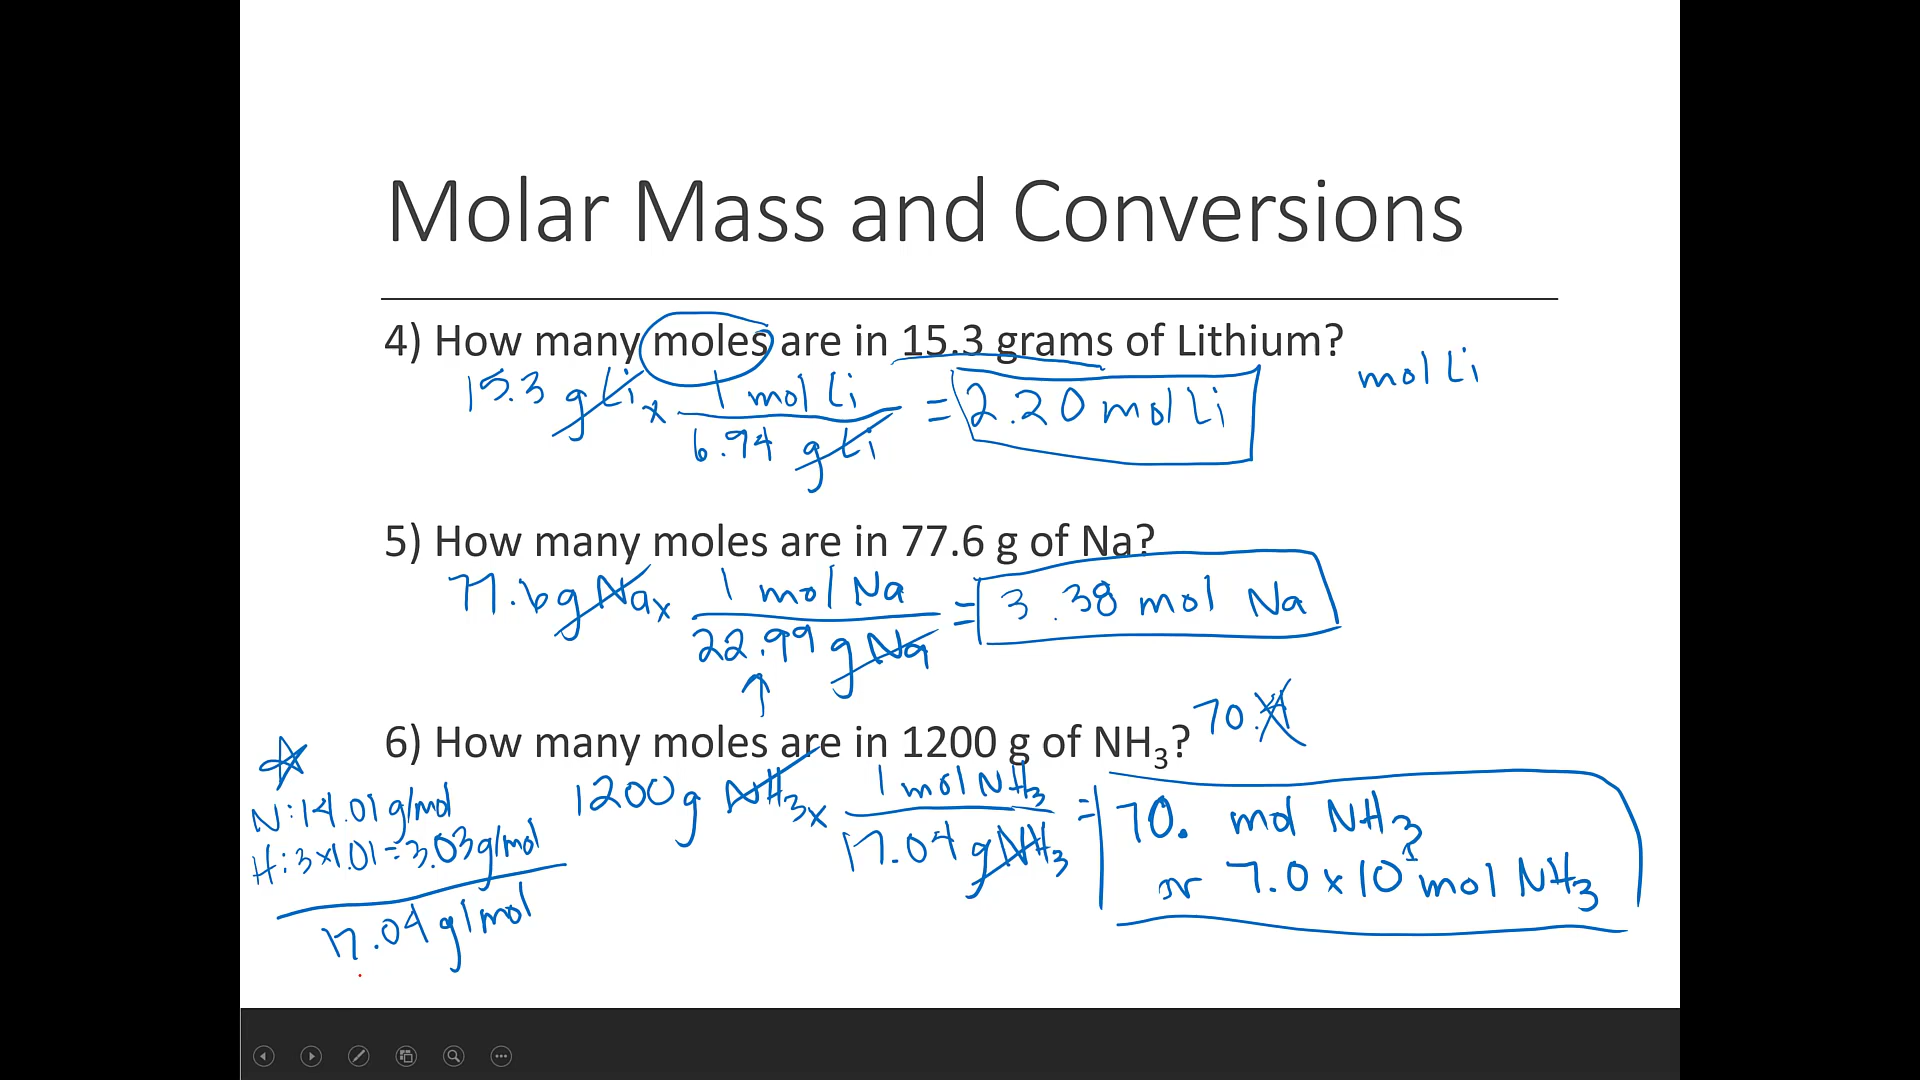 Molar Mass and Conversions
4) How many moles are in 15.3 grams of Lithium?
mol Li
15.3 g Li x 1 mol Li / 6.94 g Li = 2.20 mol Li
5) How many moles are in 77.6 g of Na?
77.6 g Na x 1 mol Na / 22.99 g Na = 3.38 mol Na
6) How many moles are in 1200 g of NH3?
70.
N: 14.01 g/mol
H: 3x1.01 = 3.03 g/mol
17.04 g/mol
1200 g NH3 x 1 mol NH3 / 17.04 g NH3 = 70. mol NH3
or 7.0 x 10^1 mol NH3